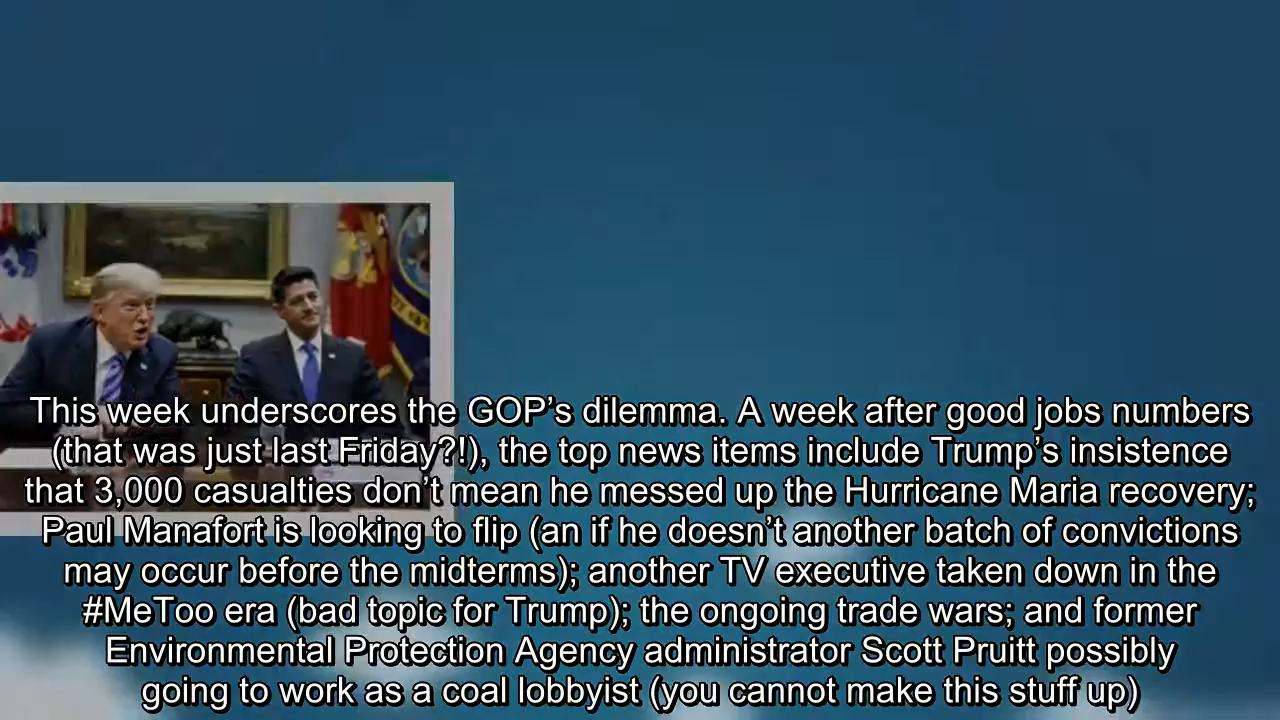 This week underscores the GOP’s dilemma. A week after good jobs numbers
(that was just last Friday?!), the top news items include Trump’s insistence
that 3,000 casualties don’t mean he messed up the Hurricane Maria recovery;
Paul Manafort is looking to flip (an if he doesn’t another batch of convictions
may occur before the midterms); another TV executive taken down in the
#MeToo era (bad topic for Trump); the ongoing trade wars; and former
Environmental Protection Agency administrator Scott Pruitt possibly
going to work as a coal lobbyist (you cannot make this stuff up)